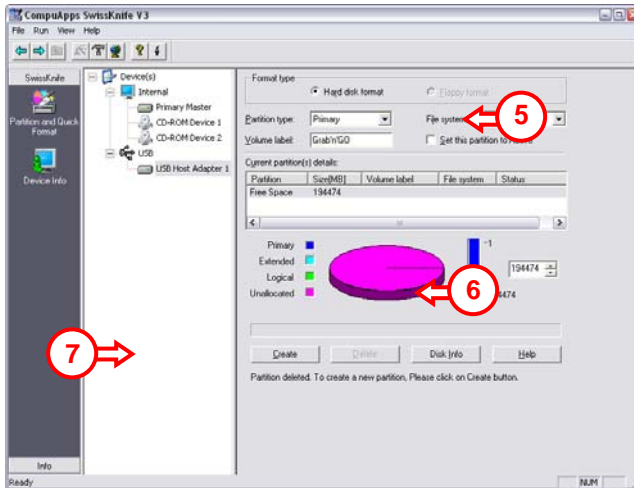 CompuApps SwissKnife V3
File Run View Help
SwissKnife
Partition and Quick
Format
Device Info
Info
Device(s)
Internal
Primary Master
CD-ROM Device 1
CD-ROM Device 2
USB
USB Host Adapter 1
Format type
Hard disk format
Floppy format
Partition type:
Primary
File system
5
Volume label:
Grab'n'GO
Set this partition to
Current partition(s) details:
Partition Size[MB] Volume label File system Status
Free Space 194474
Primary
Extended
Logical
Unallocated
-1
194474
6
4474
7
Create Delete Disk Info Help
Partition deleted. To create a new partition, Please click on Create button.
Ready
NUM